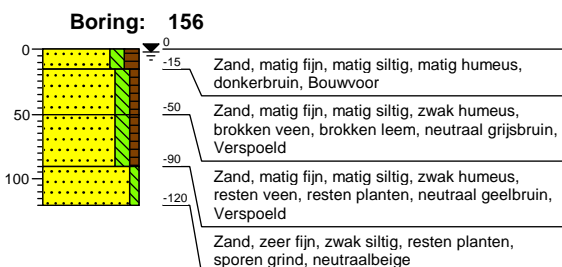 Boring: 156
0
0
-15
Zand, matig fijn, matig siltig, matig humeus,
donkerbruin, Bouwvoor
50
-50
Zand, matig fijn, matig siltig, zwak humeus,
brokken veen, brokken leem, neutraal grijsbruin,
Verspoeld
100
-90
Zand, matig fijn, matig siltig, zwak humeus,
resten veen, resten planten, neutraal geelbruin,
Verspoeld
-120
Zand, zeer fijn, zwak siltig, resten planten,
sporen grind, neutraalbeige